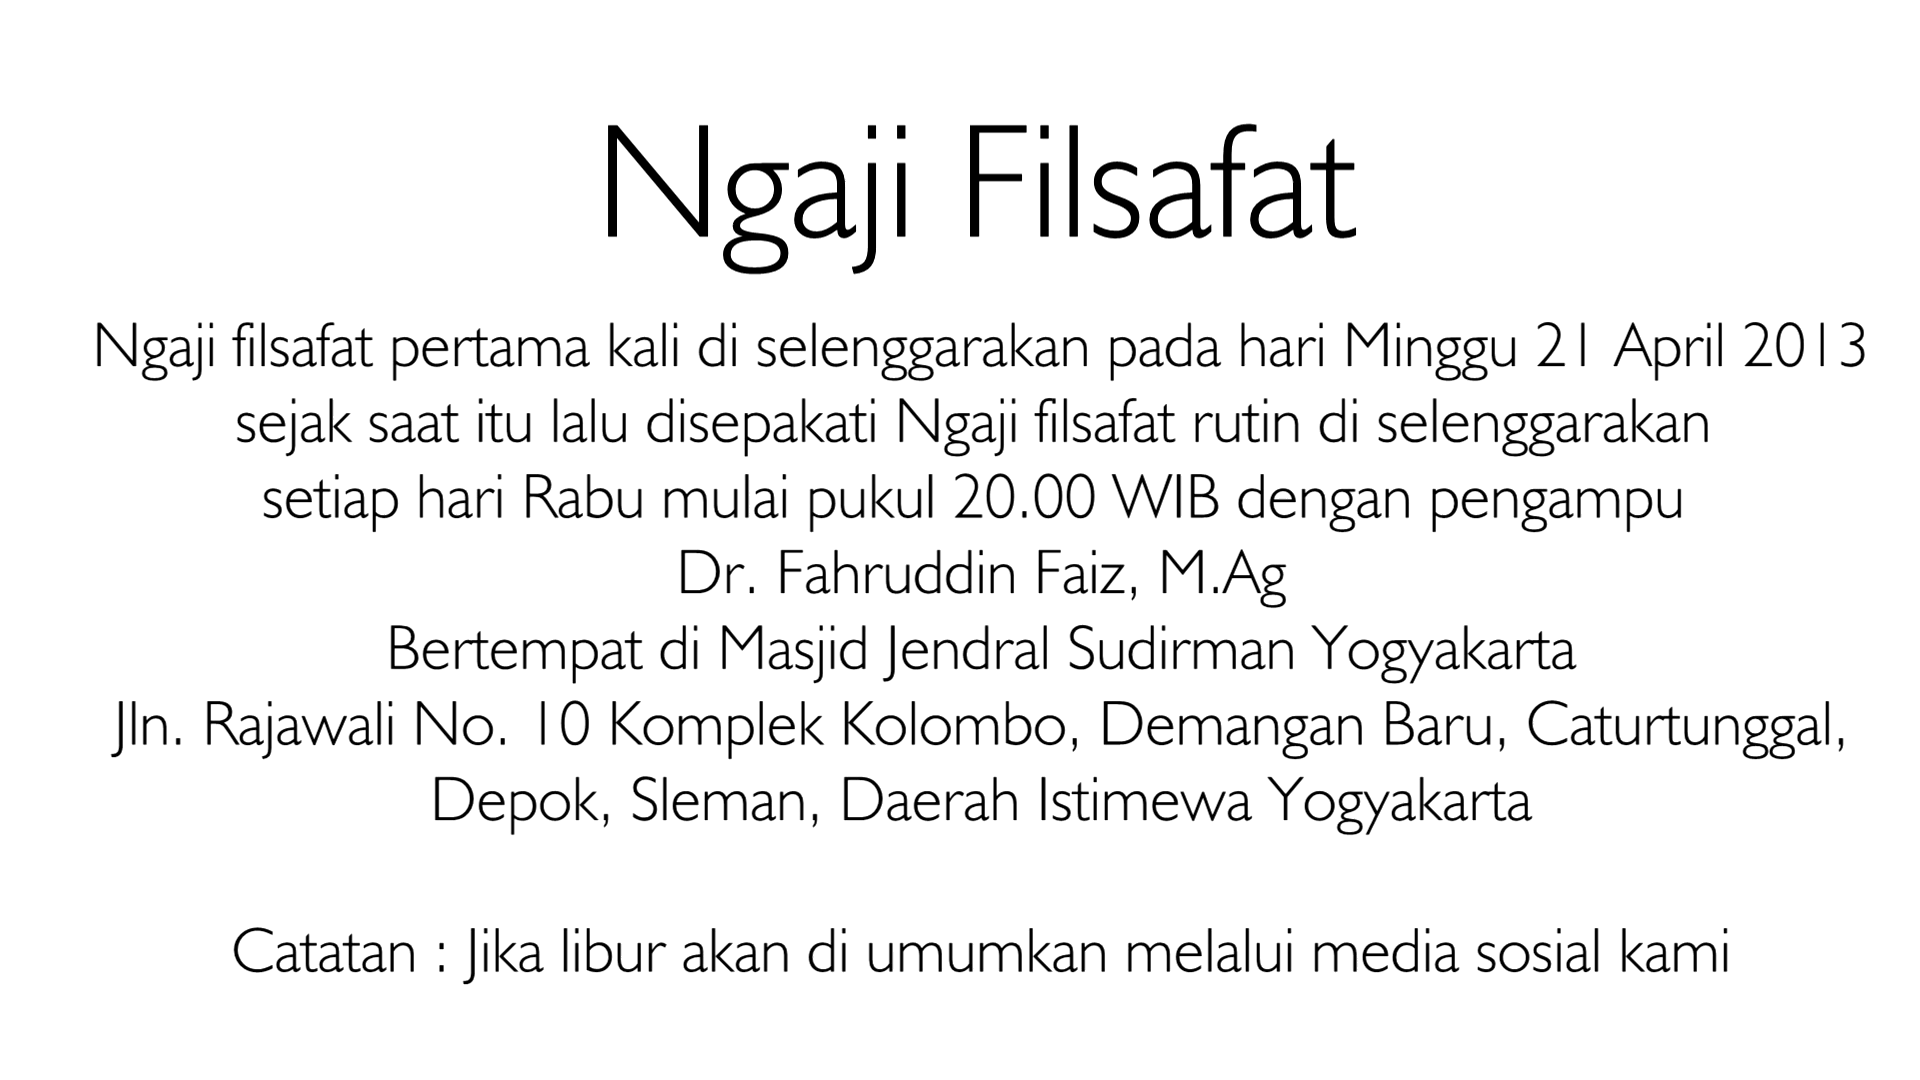 Ngaji Filsafat
Ngaji filsafat pertama kali di selenggarakan pada hari Minggu 21 April 2013
sejak saat itu lalu disepakati Ngaji filsafat rutin di selenggarakan
setiap hari Rabu mulai pukul 20.00 WIB dengan pengampu
Dr. Fahruddin Faiz, M.Ag
Bertempat di Masjid Jendral Sudirman Yogyakarta
Jln. Rajawali No. 10 Komplek Kolombo, Demangan Baru, Caturtunggal,
Depok, Sleman, Daerah Istimewa Yogyakarta
Catatan : Jika libur akan di umumkan melalui media sosial kami